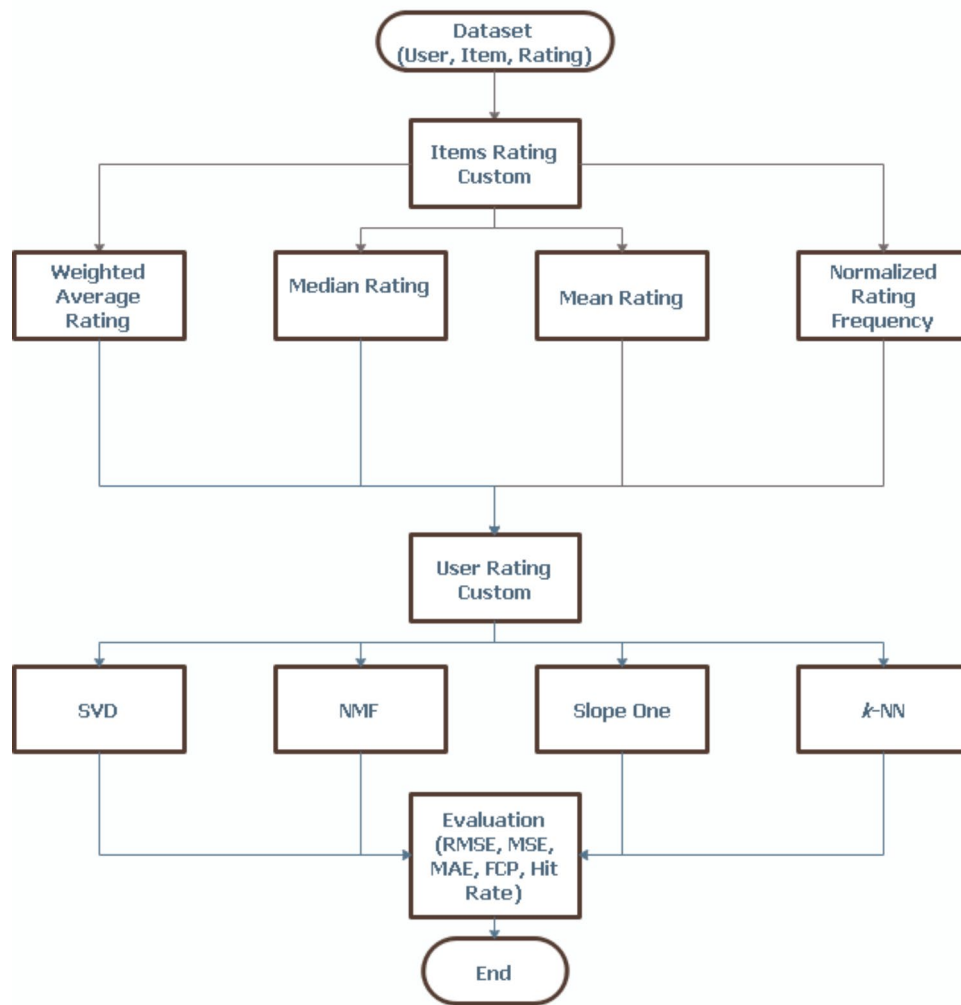 Dataset
(User, Item, Rating)
Items Rating
Custom
Weighted
Average
Rating
Median Rating
Mean Rating
Normalized
Rating
Frequency
User Rating
Custom
SVD
NMF
Slope One
k-NN
Evaluation
(RMSE, MSE,
MAE, FCP, Hit
Rate)
End